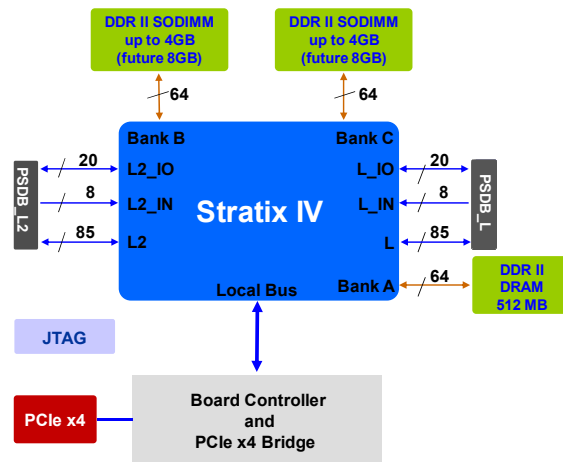 DDR II SODIMM
up to 4GB
(future 8GB)
DDR II SODIMM
up to 4GB
(future 8GB)
64
64
Bank B
Bank C
PSDB_L2
20
L2_IO
8
L2_IN
85
L2
Stratix IV
L_IO
20
L_IN
8
L
85
PSDB_L
Local Bus
Bank A
64
DDR II
DRAM
512 MB
JTAG
PCIe x4
Board Controller
and
PCIe x4 Bridge